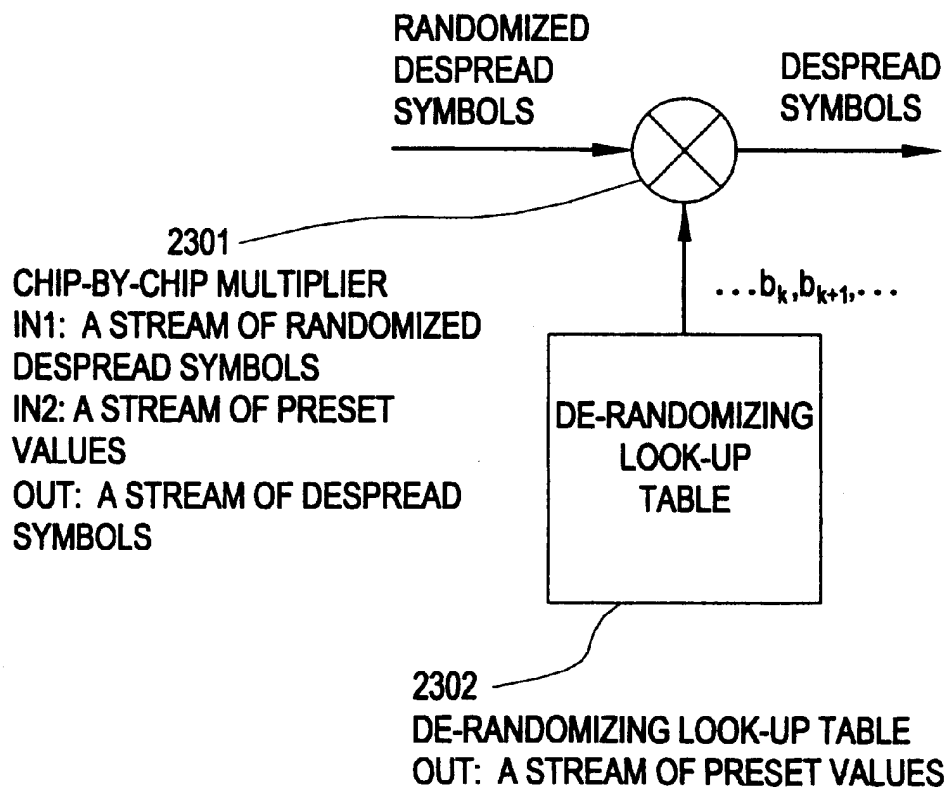 RANDOMIZED
DESPREAD
SYMBOLS
DESPREAD
SYMBOLS
2301
CHIP-BY-CHIP MULTIPLIER
IN1: A STREAM OF RANDOMIZED
DESPREAD SYMBOLS
IN2: A STREAM OF PRESET
VALUES
OUT: A STREAM OF DESPREAD
SYMBOLS
...bk,bk+1,...
DE-RANDOMIZING
LOOK-UP
TABLE
2302
DE-RANDOMIZING LOOK-UP TABLE
OUT: A STREAM OF PRESET VALUES